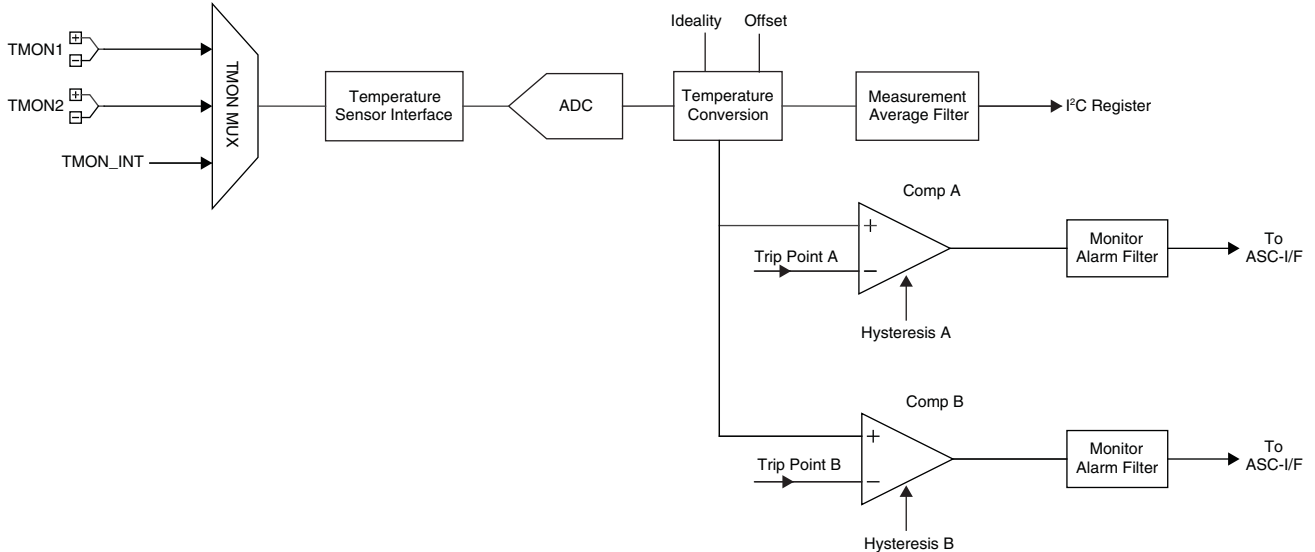 Ideality
Offset
TMON1
+
−
TMON2
+
−
TMON_INT
TMON MUX
Temperature
Sensor Interface
ADC
Temperature
Conversion
Measurement
Average Filter
I²C Register
Comp A
+
Trip Point A
−
Hysteresis A
Monitor
Alarm Filter
To
ASC-I/F
Comp B
+
Trip Point B
−
Hysteresis B
Monitor
Alarm Filter
To
ASC-I/F